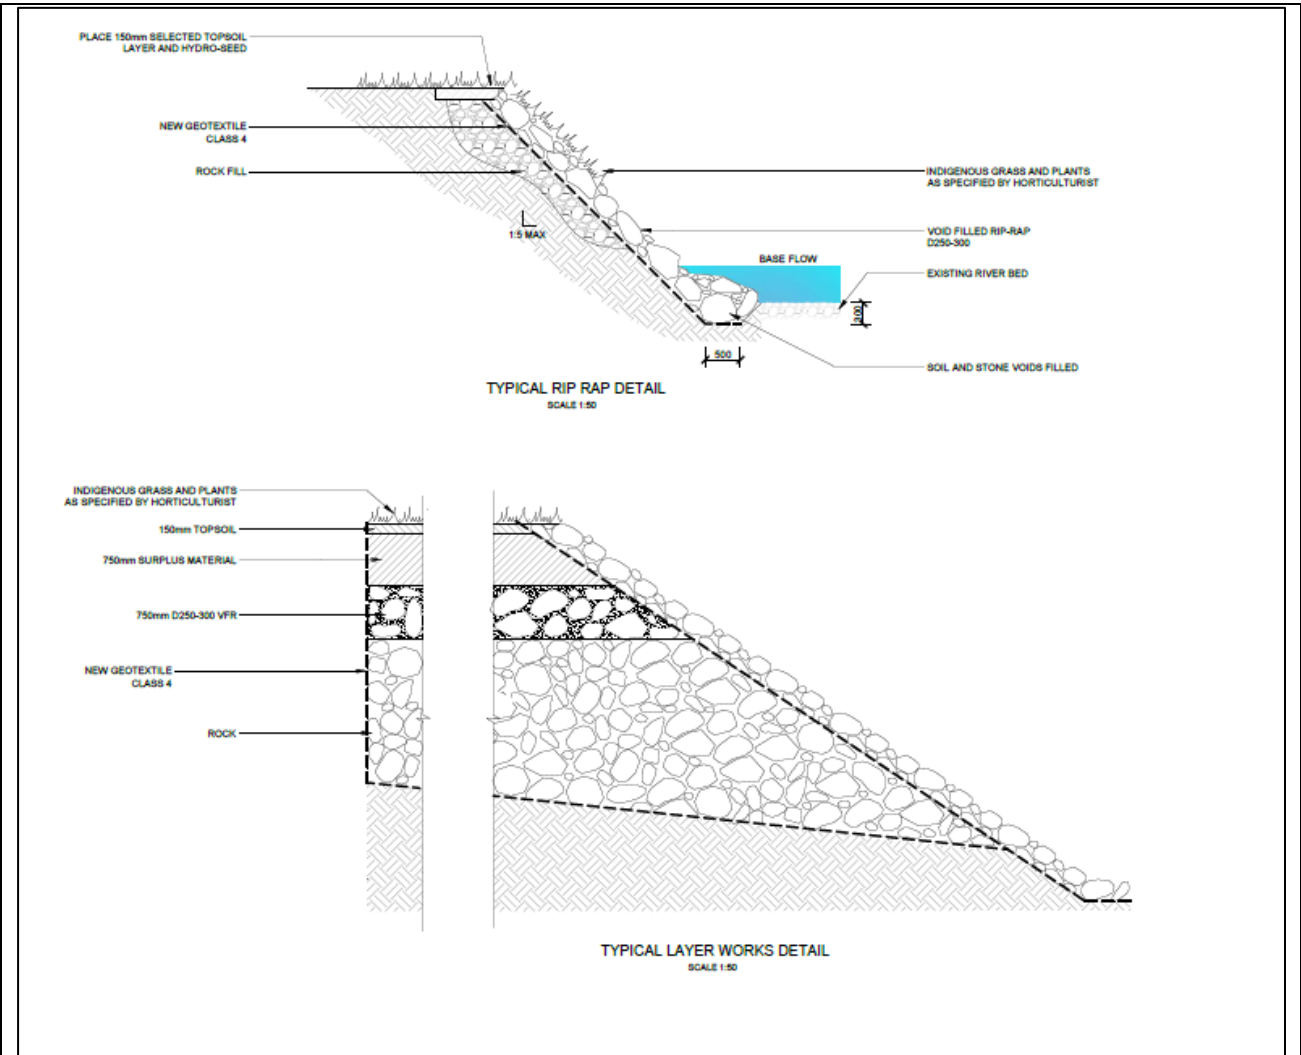 PLACE 150mm SELECTED TOPSOIL
LAYER AND HYDRO-SEED
NEW GEOTEXTILE
CLASS 4
ROCK FILL
1:5 MAX
INDIGENOUS GRASS AND PLANTS
AS SPECIFIED BY HORTICULTURIST
VOID FILLED RIP-RAP
D250-300
BASE FLOW
EXISTING RIVER BED
300
500
SOIL AND STONE VOIDS FILLED
TYPICAL RIP RAP DETAIL
SCALE 1:50
INDIGENOUS GRASS AND PLANTS
AS SPECIFIED BY HORTICULTURIST
150mm TOPSOIL
750mm SURPLUS MATERIAL
750mm D250-300 VFR
NEW GEOTEXTILE
CLASS 4
ROCK
TYPICAL LAYER WORKS DETAIL
SCALE 1:50